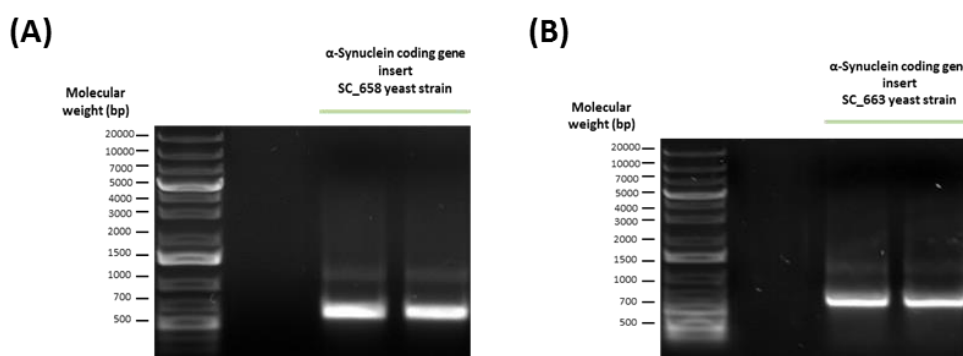 (A)
α-Synuclein coding gene
insert
SC_658 yeast strain
Molecular
weight (bp)
20000
10000
7000
5000
4000
3000
2000
1500
1000
700
500
(B)
α-Synuclein coding gen
insert
SC_663 yeast strain
Molecular
weight (bp)
20000
10000
7000
5000
4000
3000
2000
1500
1000
700
500